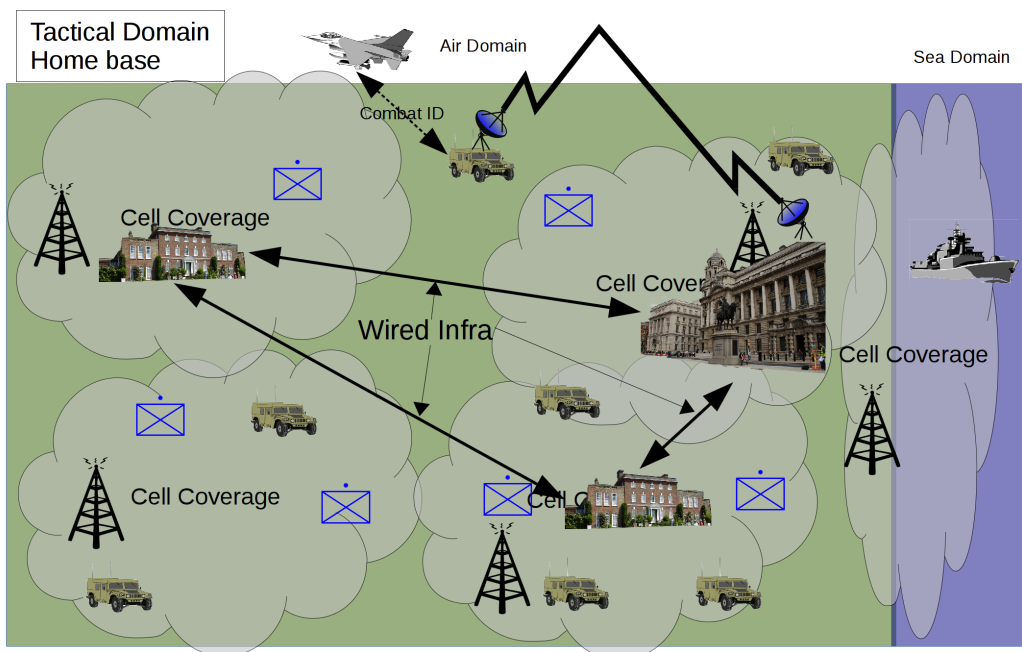 Tactical Domain
Home base
Air Domain
Sea Domain
Combat ID
Cell Coverage
Cell Cover
Wired Infra
Cell Coverage
Cell Coverage
Cell C